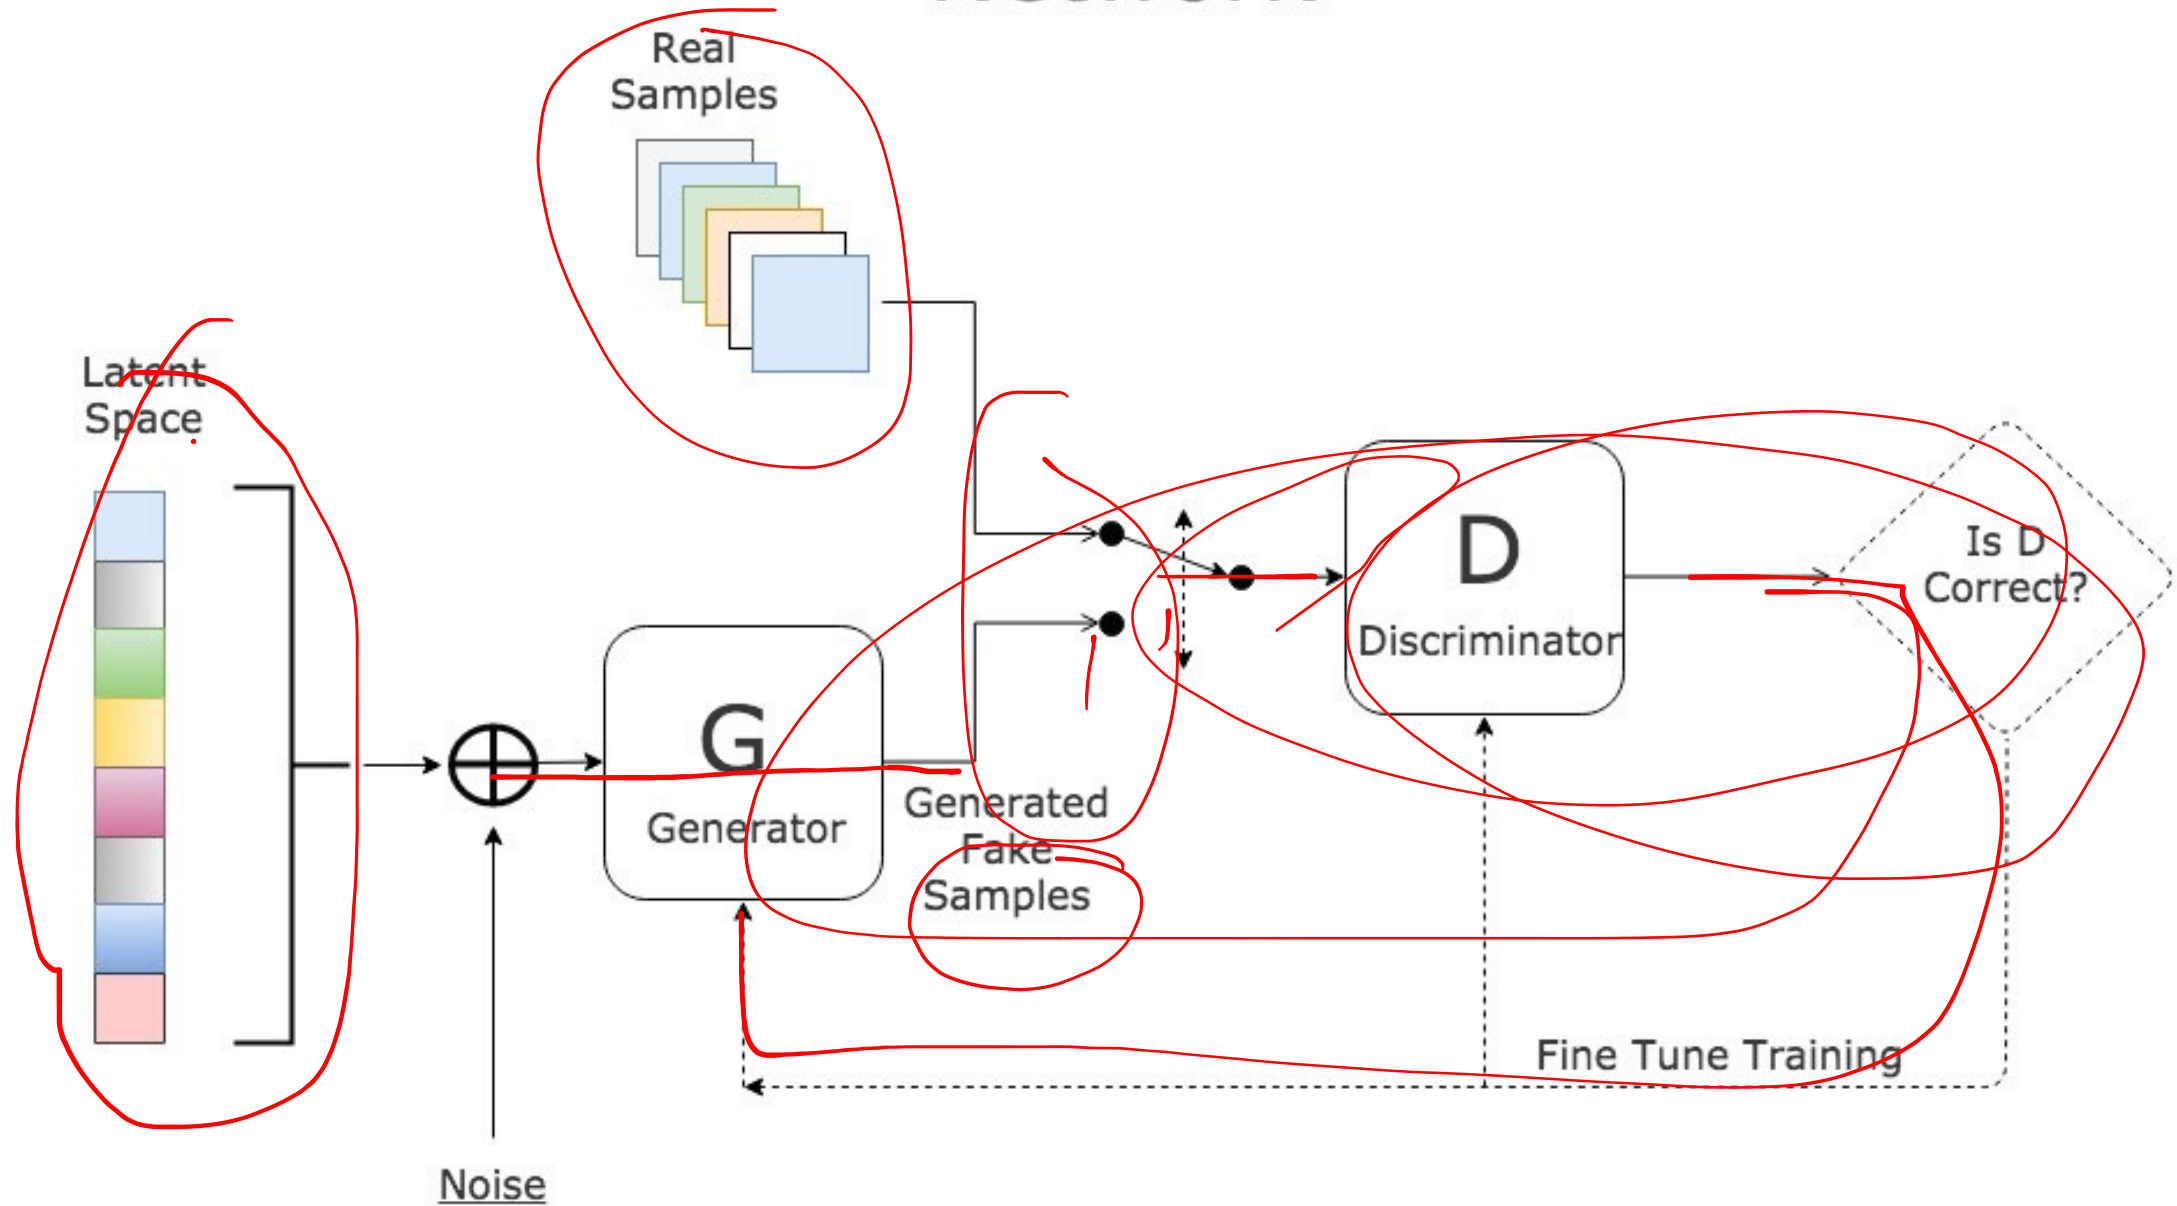 Real
Samples
Latent
Space
Is D
Correct?
D
Discriminator
G
Generator
Generated
Fake
Samples
Fine Tune Training
Noise